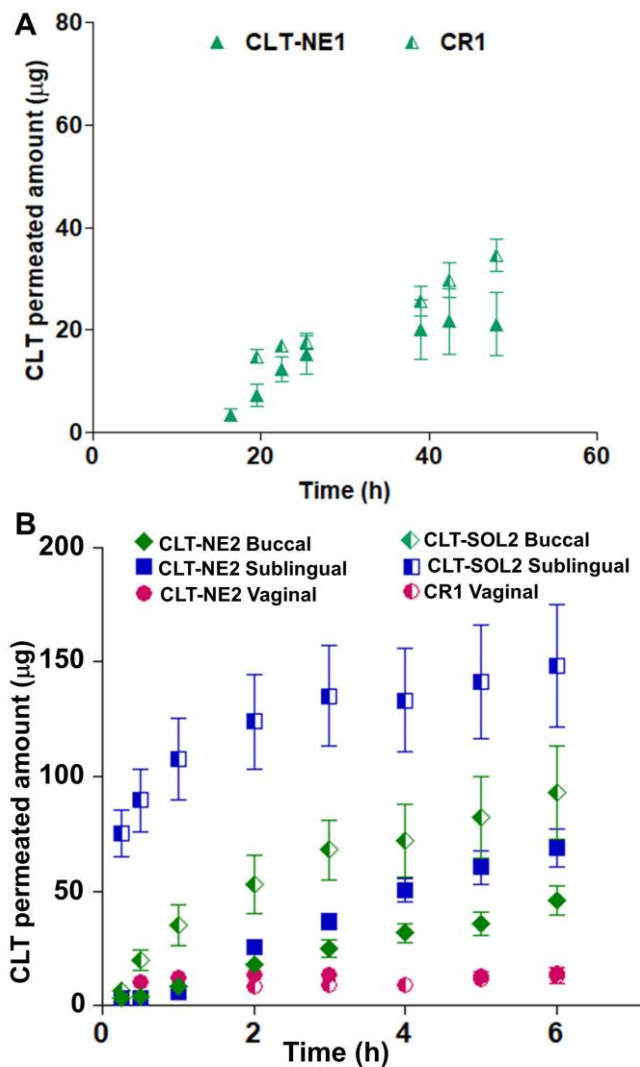 A
CLT-NE1 CR1
80
60
40
20
0
CLT permeated amount (μg)
0 20 40 60
Time (h)
B
CLT-NE2 Buccal CLT-SOL2 Buccal
CLT-NE2 Sublingual CLT-SOL2 Sublingual
CLT-NE2 Vaginal CR1 Vaginal
200
150
100
50
0
CLT permeated amount (μg)
0 2 4 6
Time (h)